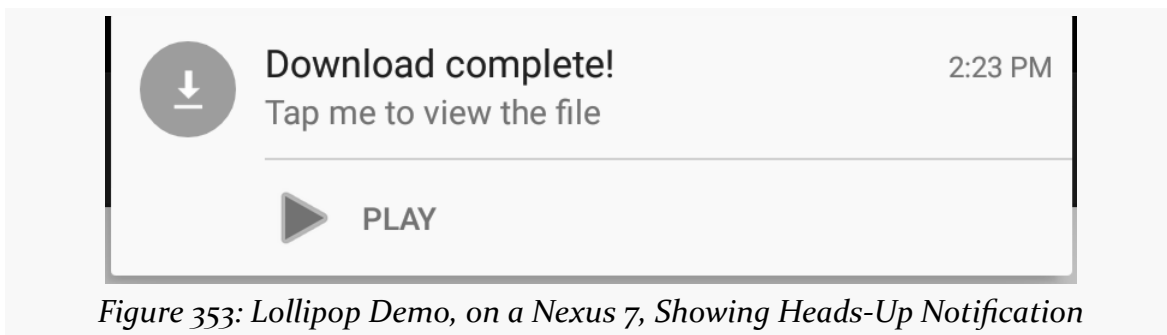 Download complete!
2:23 PM
Tap me to view the file
PLAY
Figure 353: Lollipop Demo, on a Nexus 7, Showing Heads-Up Notification